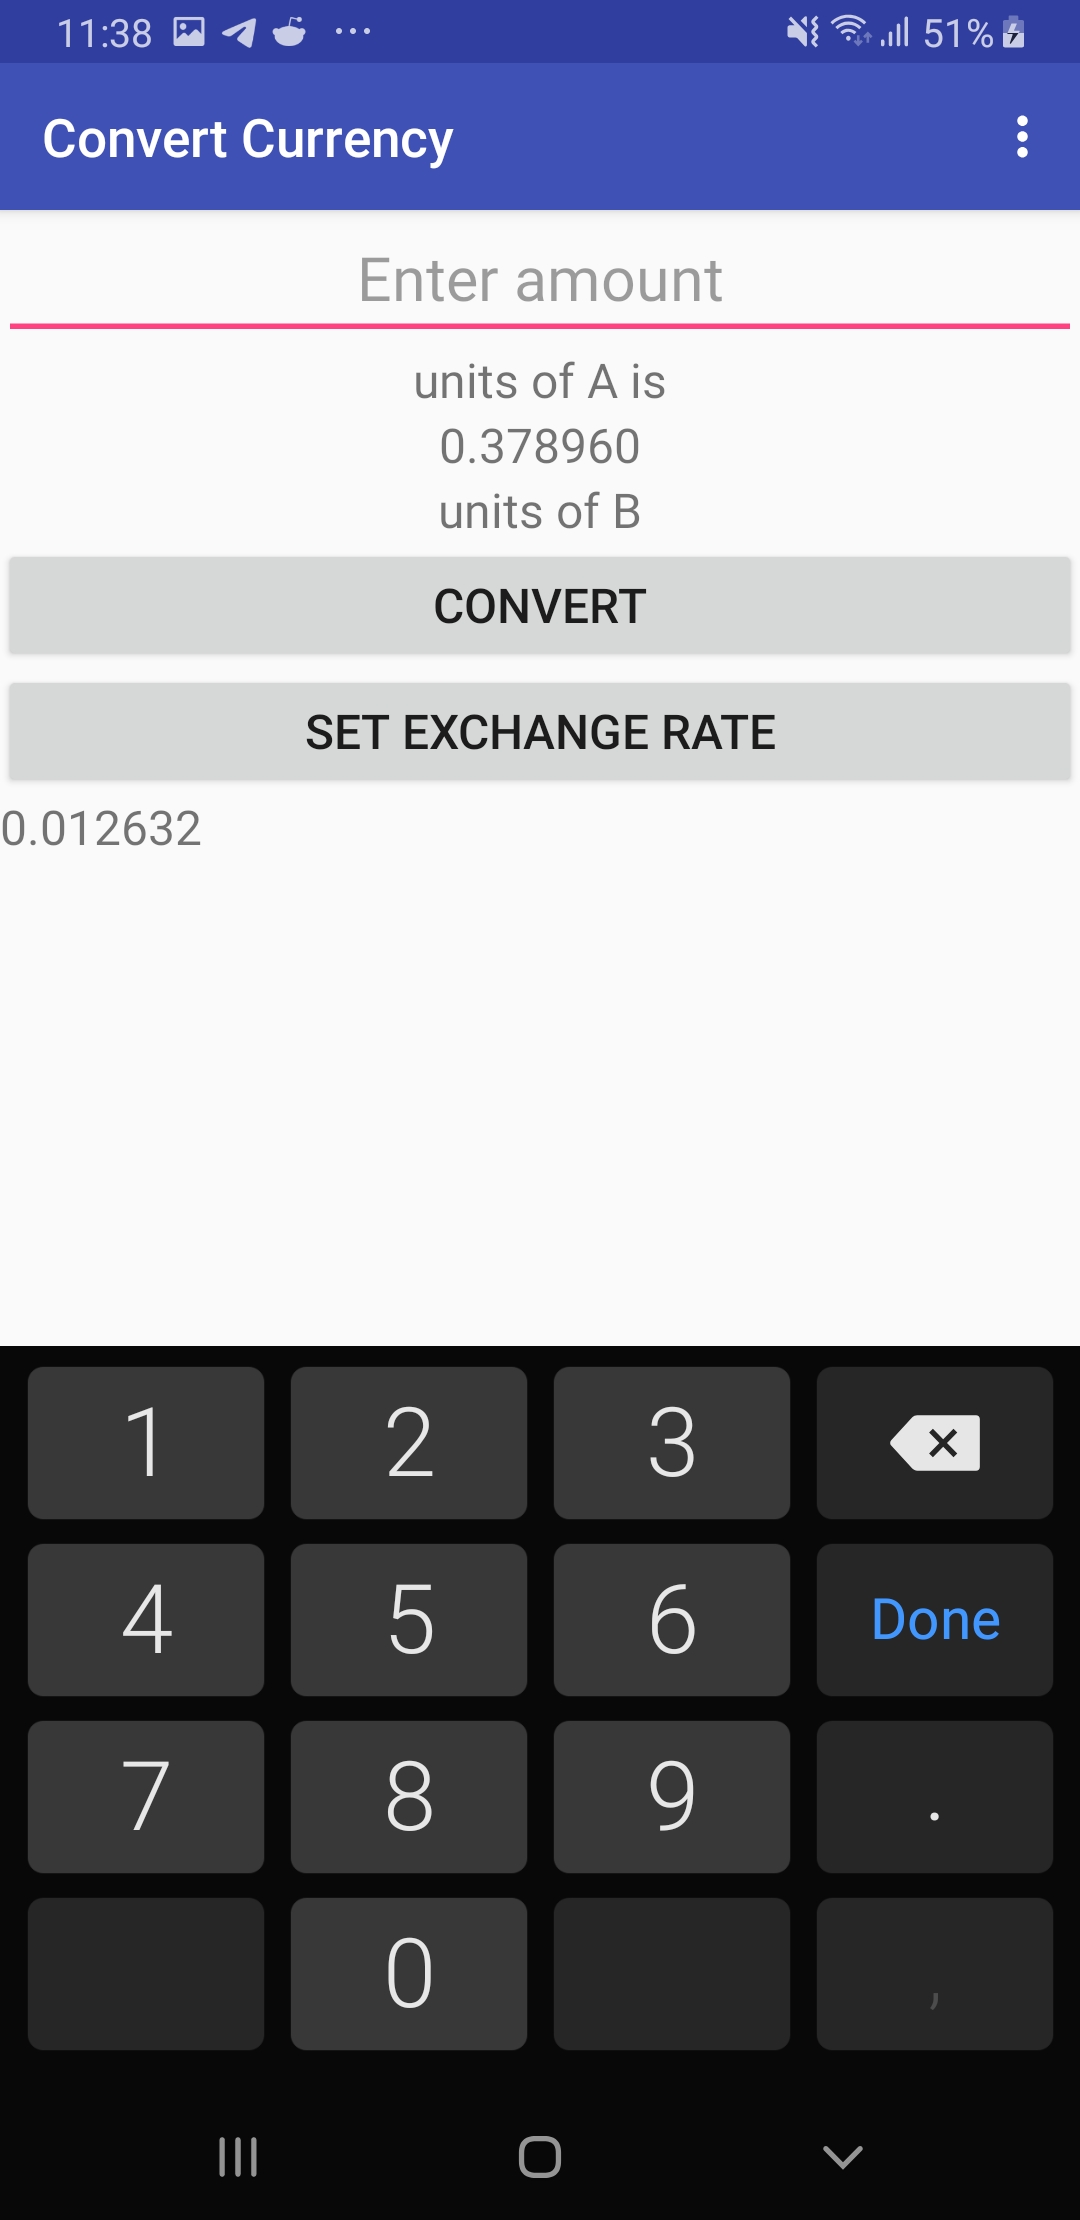 11:38 51%
Convert Currency
Enter amount
units of A is
0.378960
units of B
CONVERT
SET EXCHANGE RATE
0.012632
1 2 3
4 5 6 Done
7 8 9 .
0 ,